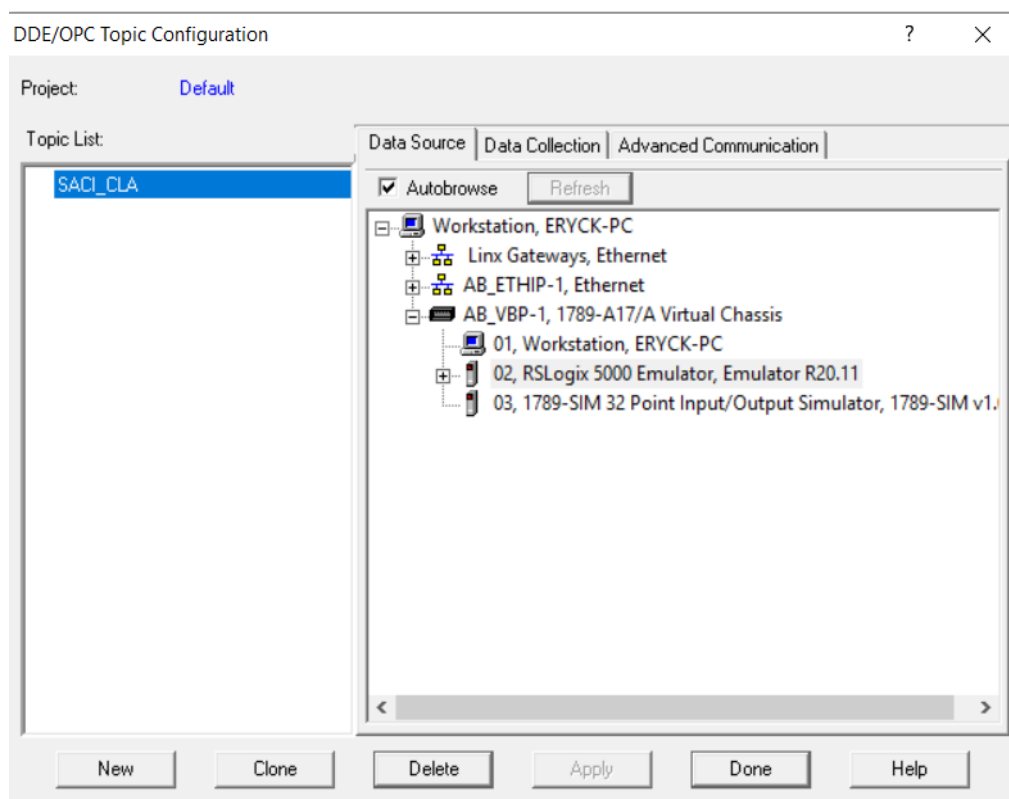 DDE/OPC Topic Configuration ?
Project: Default
Topic List:
SACI_CLA
Data Source Data Collection Advanced Communication
Autobrowse Refresh
Workstation, ERYCK-PC
Linx Gateways, Ethernet
AB_ETHIP-1, Ethernet
AB_VBP-1, 1789-A17/A Virtual Chassis
01, Workstation, ERYCK-PC
02, RSLogix 5000 Emulator, Emulator R20.11
03, 1789-SIM 32 Point Input/Output Simulator, 1789-SIM v1.
New Clone Delete Apply Done Help